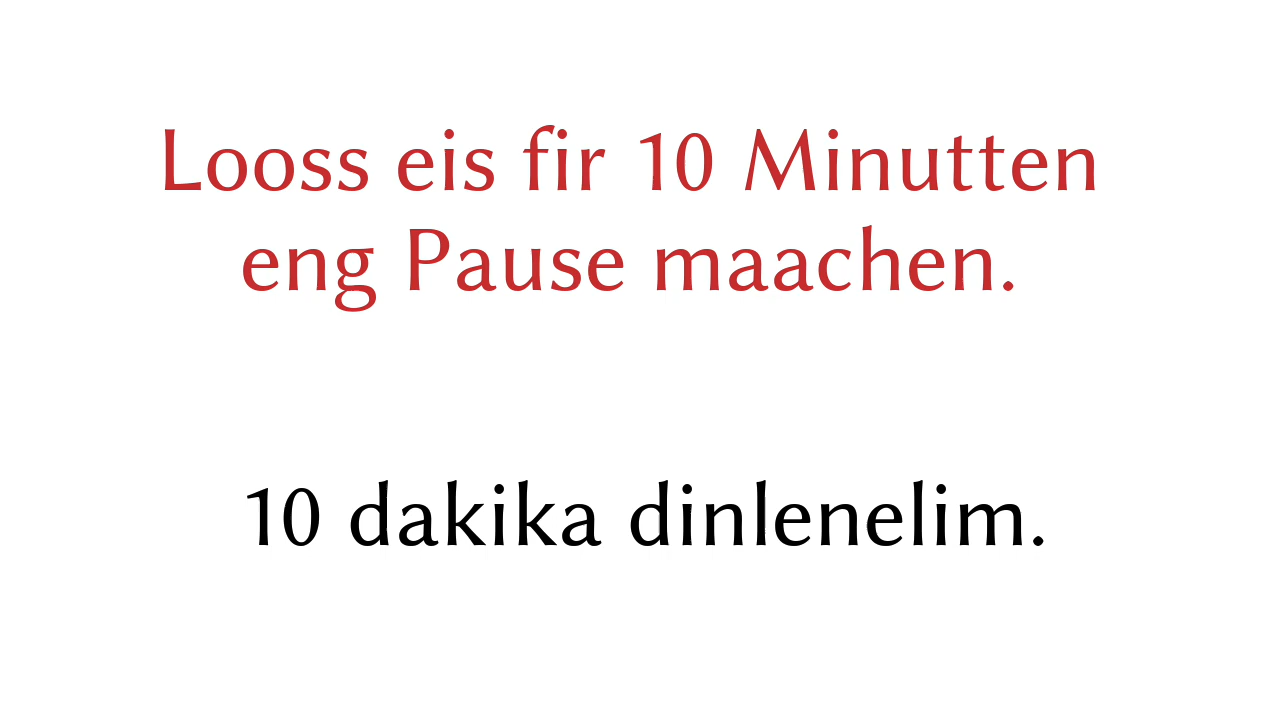 Looss eis fir 10 Minutten
eng Pause maachen.
10 dakika dinlenelim.